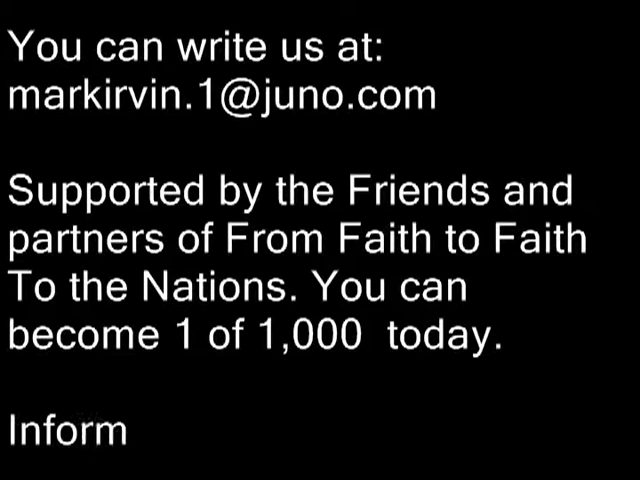 You can write us at:
markirvin.1@juno.com
Supported by the Friends and
partners of From Faith to Faith
To the Nations. You can
become 1 of 1,000  today.
Inform